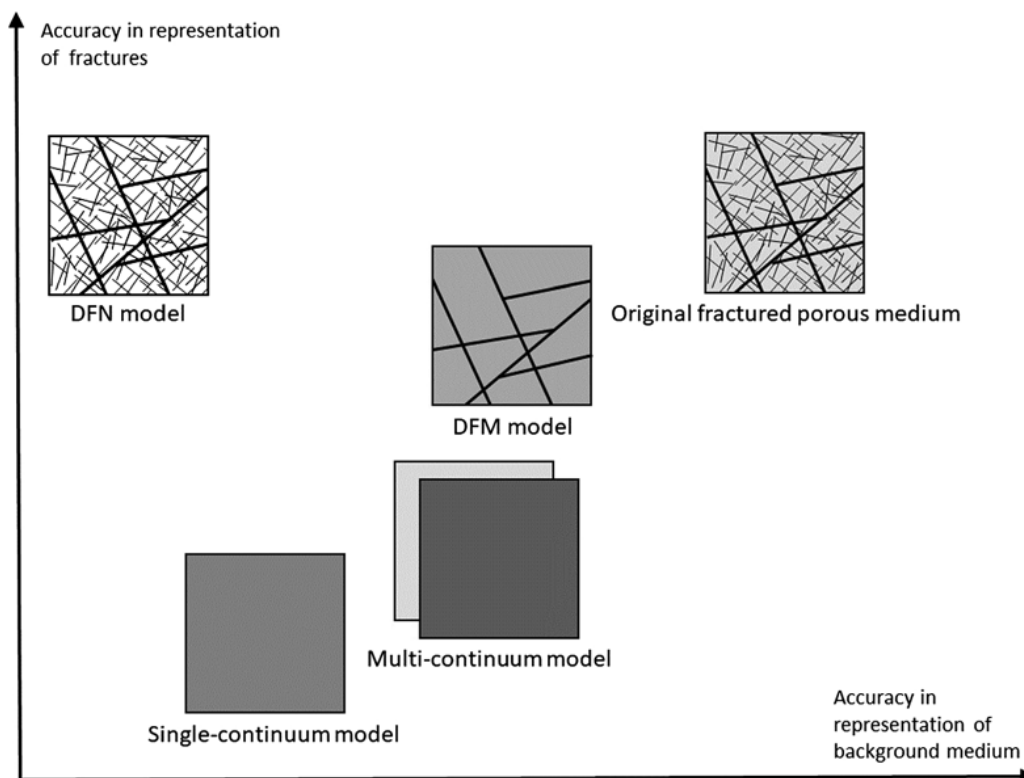 Accuracy in representation
of fractures
DFN model
Original fractured porous medium
DFM model
Multi-continuum model
Single-continuum model
Accuracy in
representation of
background medium